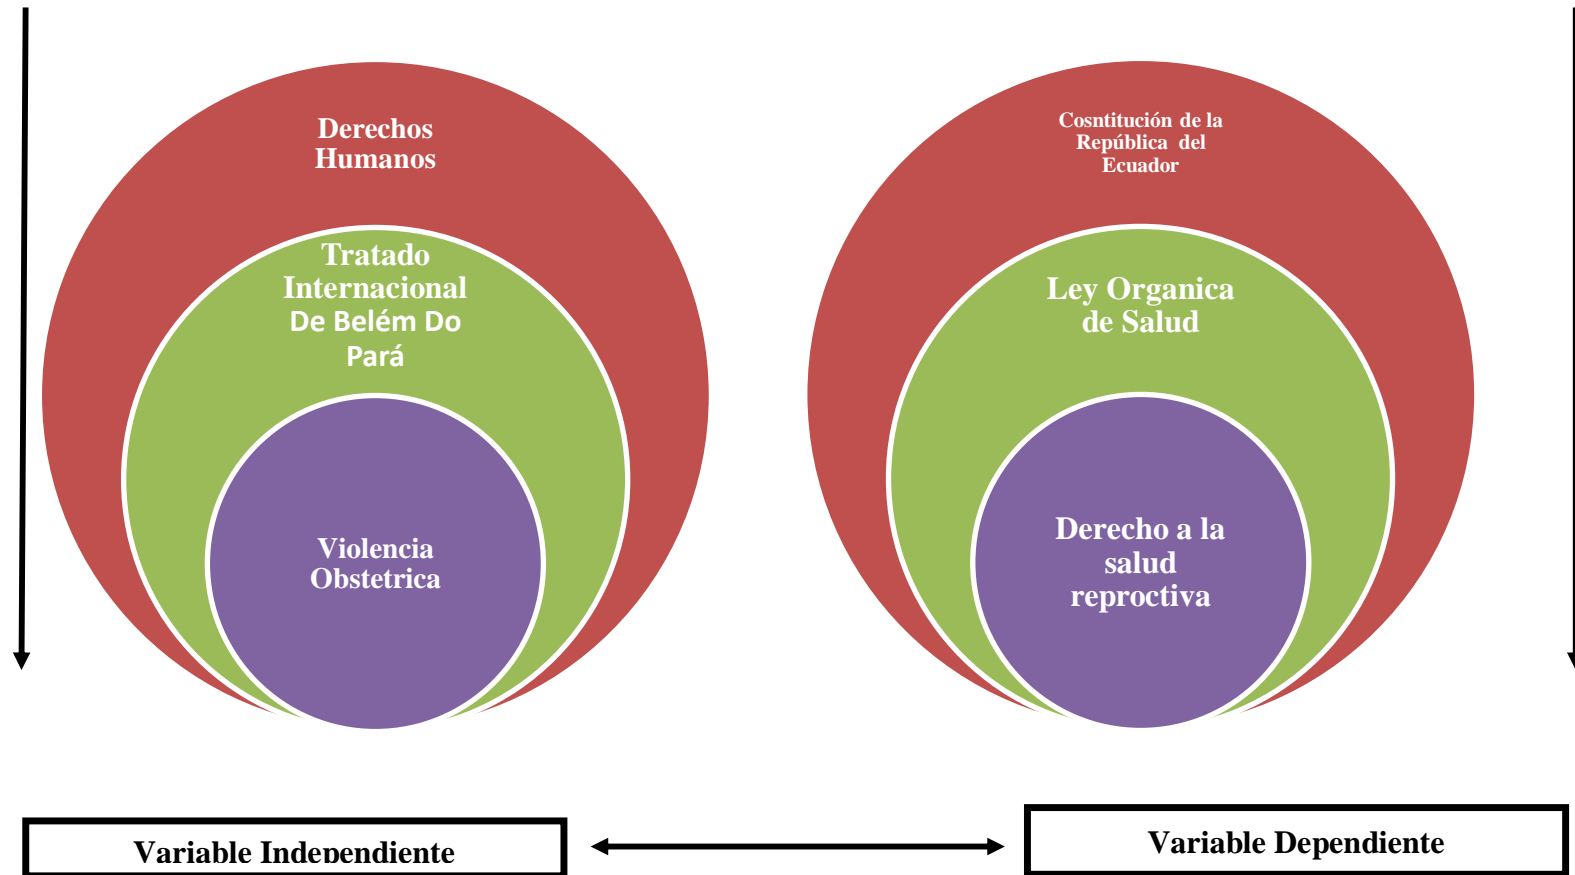 Derechos
Humanos
Tratado
Internacional
De Belém Do
Pará
Violencia
Obstetrica
Cosntitución de la
República del
Ecuador
Ley Organica
de Salud
Derecho a la
salud
reproctiva
Variable Independiente
Variable Dependiente